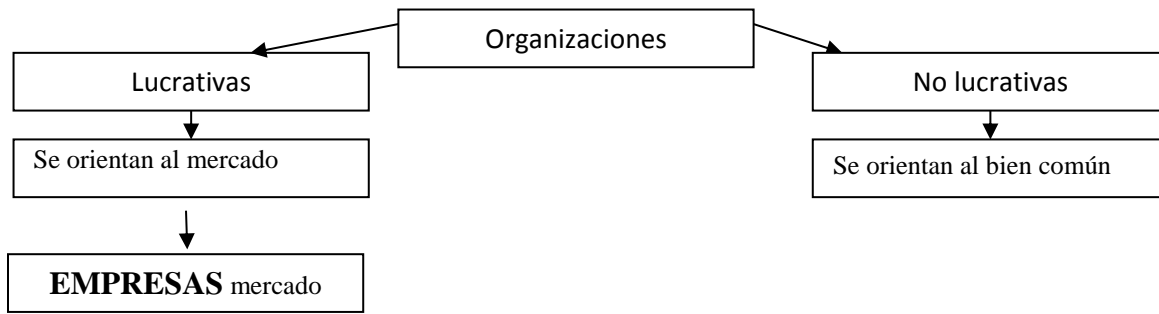 Organizaciones
Lucrativas
No lucrativas
Se orientan al mercado
Se orientan al bien común
EMPRESAS mercado